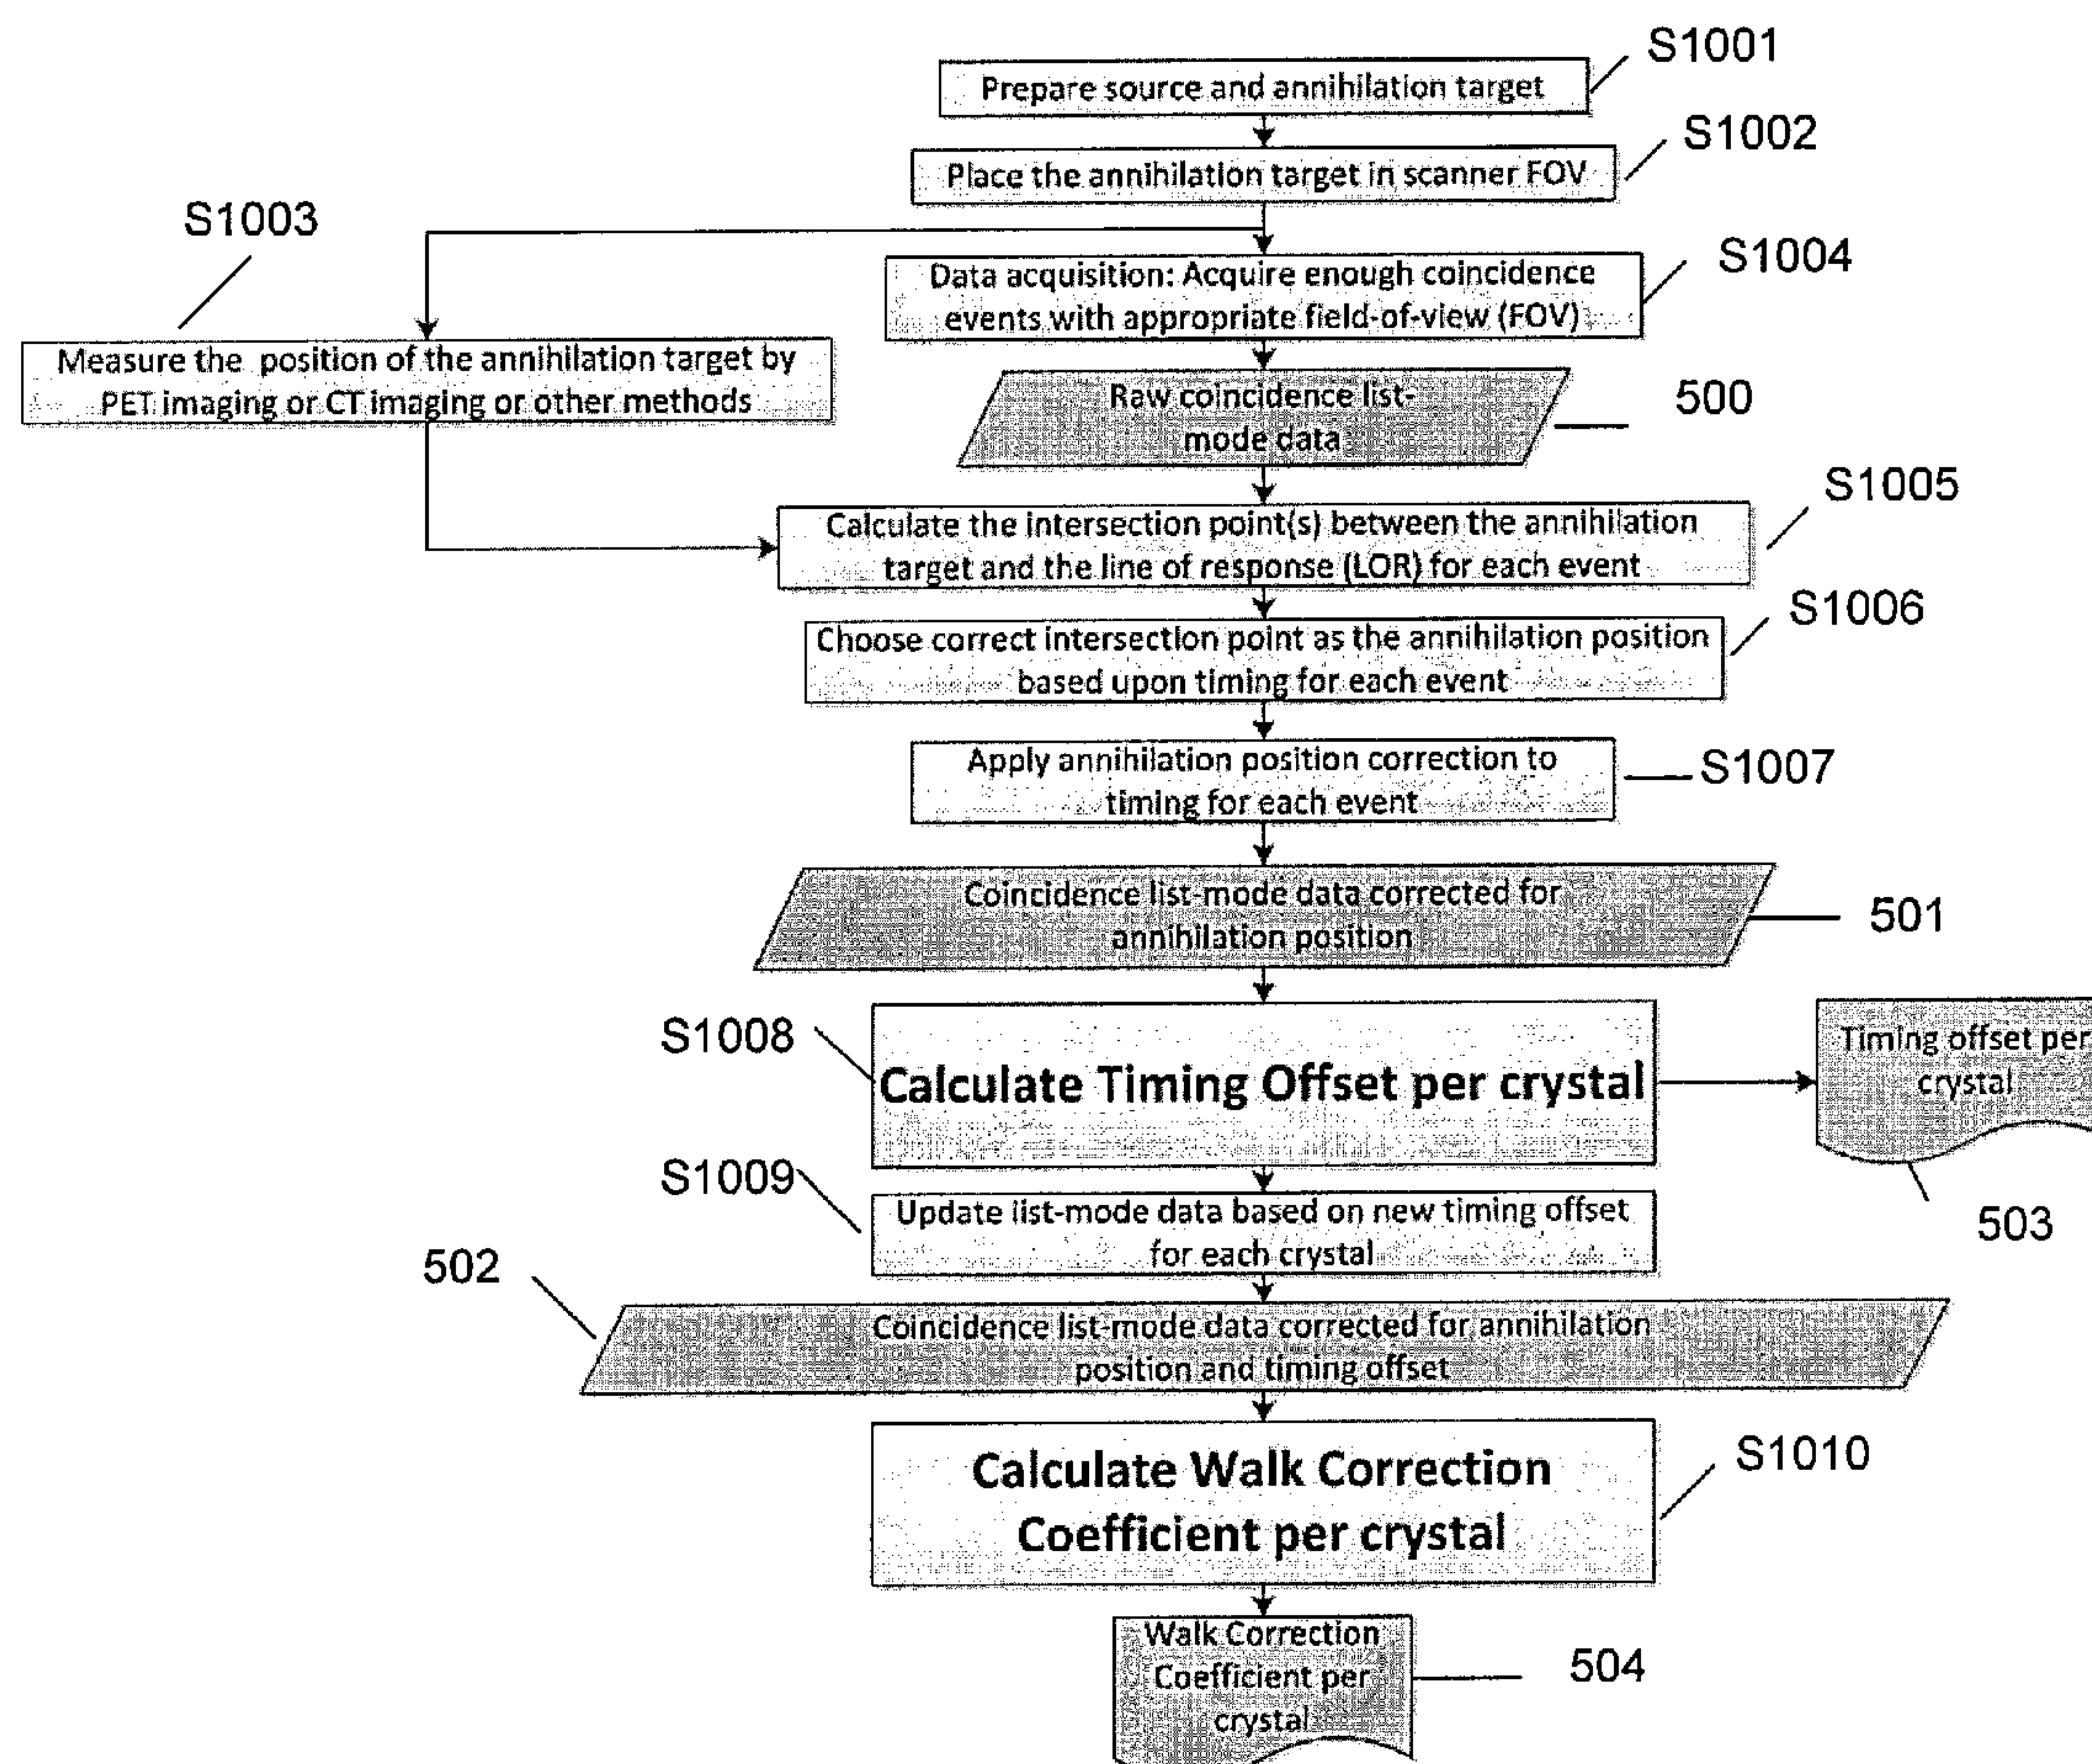 S1001
Prepare source and annihilation target
S1002
Place the annihilation target in scanner FOV
S1003
S1004
Data acquisition: Acquire enough coincidence
events with appropriate field-of-view (FOV)
Measure the position of the annihilation target by
PET imaging or CT imaging or other methods
Raw coincidence list-
mode data
500
S1005
Calculate the intersection point(s) between the annihilation
target and the line of response (LOR) for each event
S1006
Choose correct intersection point as the annihilation position
based upon timing for each event
Apply annihilation position correction to
timing for each event
S1007
Coincidence list-mode data corrected for
annihilation position
501
S1008
Calculate Timing Offset per crystal
Timing offset per
crystal
503
S1009
Update list-mode data based on new timing offset
for each crystal
502
Coincidence list-mode data corrected for annihilation
position and timing offset
Calculate Walk Correction
Coefficient per crystal
S1010
Walk Correction
Coefficient per
crystal
504